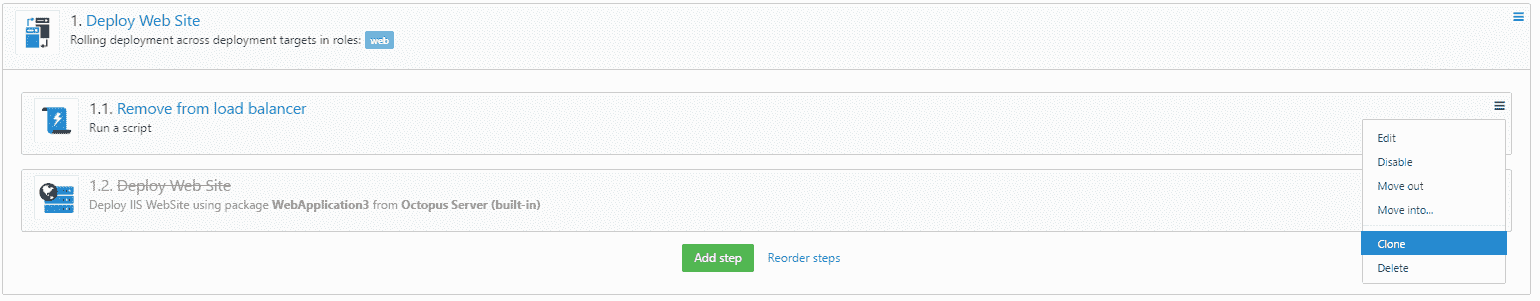 1. Deploy Web Site
Rolling deployment across deployment targets in roles: web
1.1. Remove from load balancer
Run a script
Edit
Disable
Move out
Move into...
Clone
Delete
1.2. Deploy Web Site
Deploy IIS WebSite using package WebApplication3 from Octopus Server (built-in)
Add step
Reorder steps